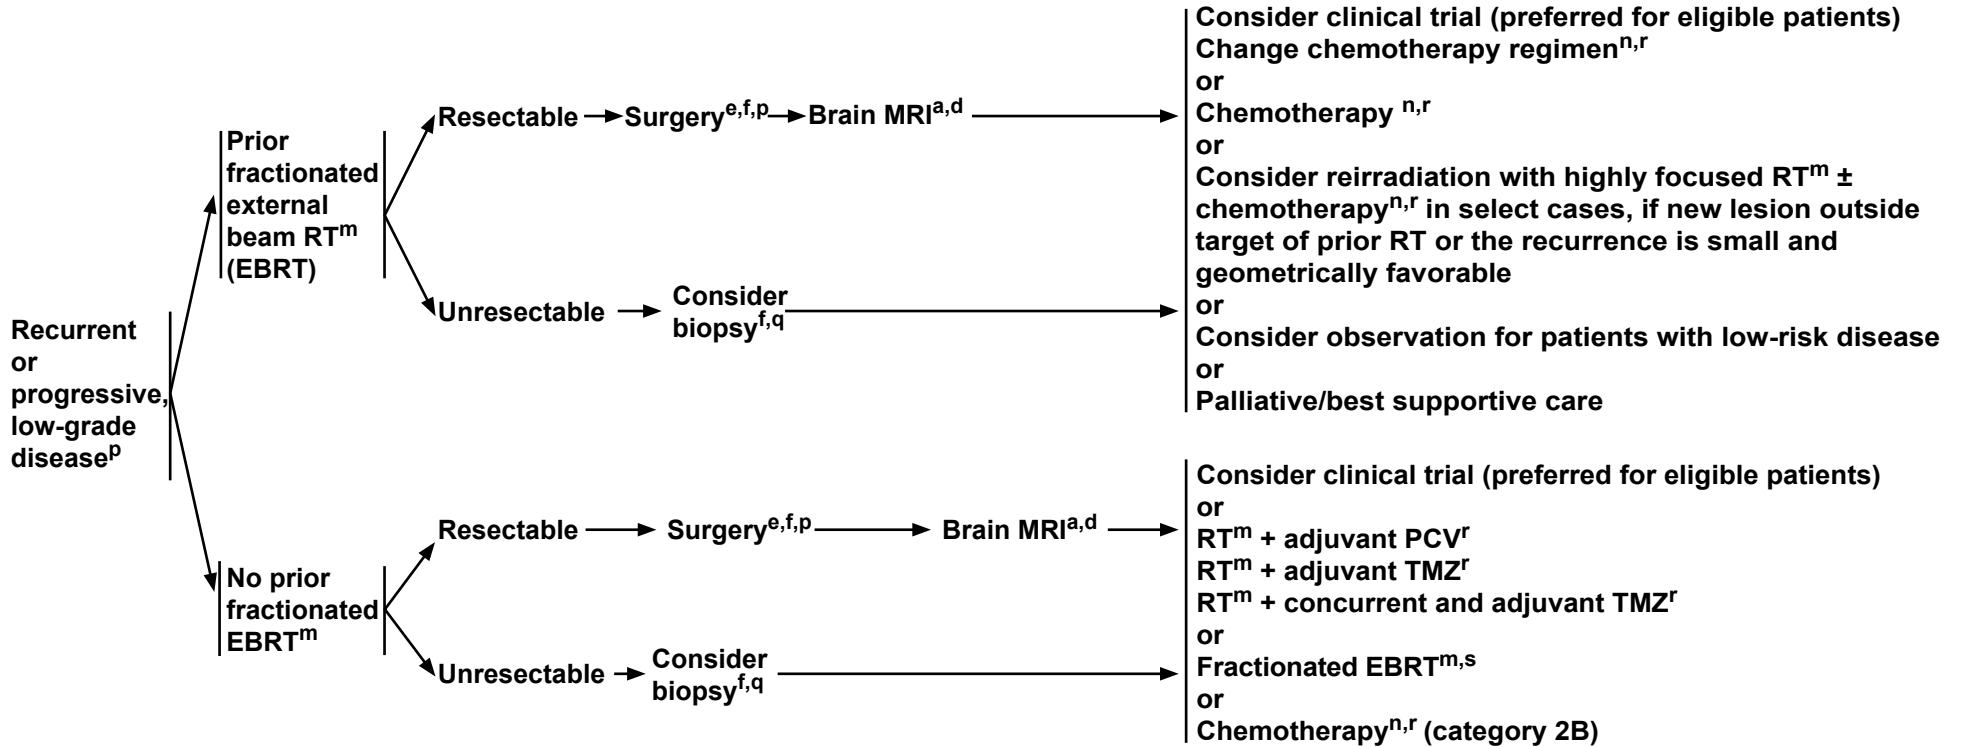 Recurrent
or
progressive,
low-grade
disease^p
Prior
fractionated
external
beam RT^m
(EBRT)
Resectable
Surgery^e,f,p
Brain MRI^a,d
Unresectable
Consider
biopsy^f,q
Consider clinical trial (preferred for eligible patients)
Change chemotherapy regimen^n,r
or
Chemotherapy ^n,r
or
Consider reirradiation with highly focused RT^m ±
chemotherapy^n,r in select cases, if new lesion outside
target of prior RT or the recurrence is small and
geometrically favorable
or
Consider observation for patients with low-risk disease
or
Palliative/best supportive care
No prior
fractionated
EBRT^m
Resectable
Surgery^e,f,p
Brain MRI^a,d
Unresectable
Consider
biopsy^f,q
Consider clinical trial (preferred for eligible patients)
or
RT^m + adjuvant PCV^r
RT^m + adjuvant TMZ^r
RT^m + concurrent and adjuvant TMZ^r
or
Fractionated EBRT^m,s
or
Chemotherapy^n,r (category 2B)